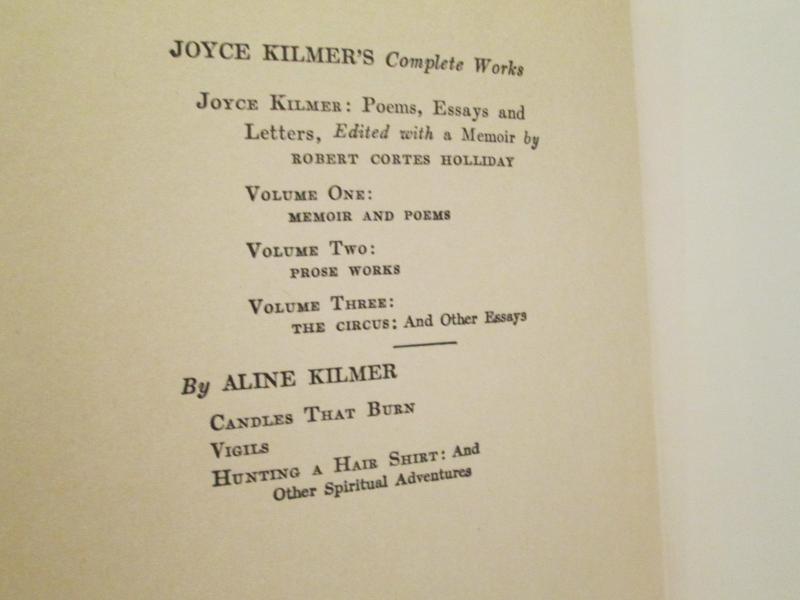 JOYCE KILMER'S Complete Works
JOYCE KILMER: Poems, Essays and
Letters, Edited with a Memoir by
ROBERT CORTES HOLLIDAY
VOLUME ONE:
MEMOIR AND POEMS
VOLUME TWO:
PROSE WORKS
VOLUME THREE:
THE CIRCUS: And Other Essays
By ALINE KILMER
CANDLES THAT BURN
VIGILS
HUNTING A HAIR SHIRT: And
Other Spiritual Adventures